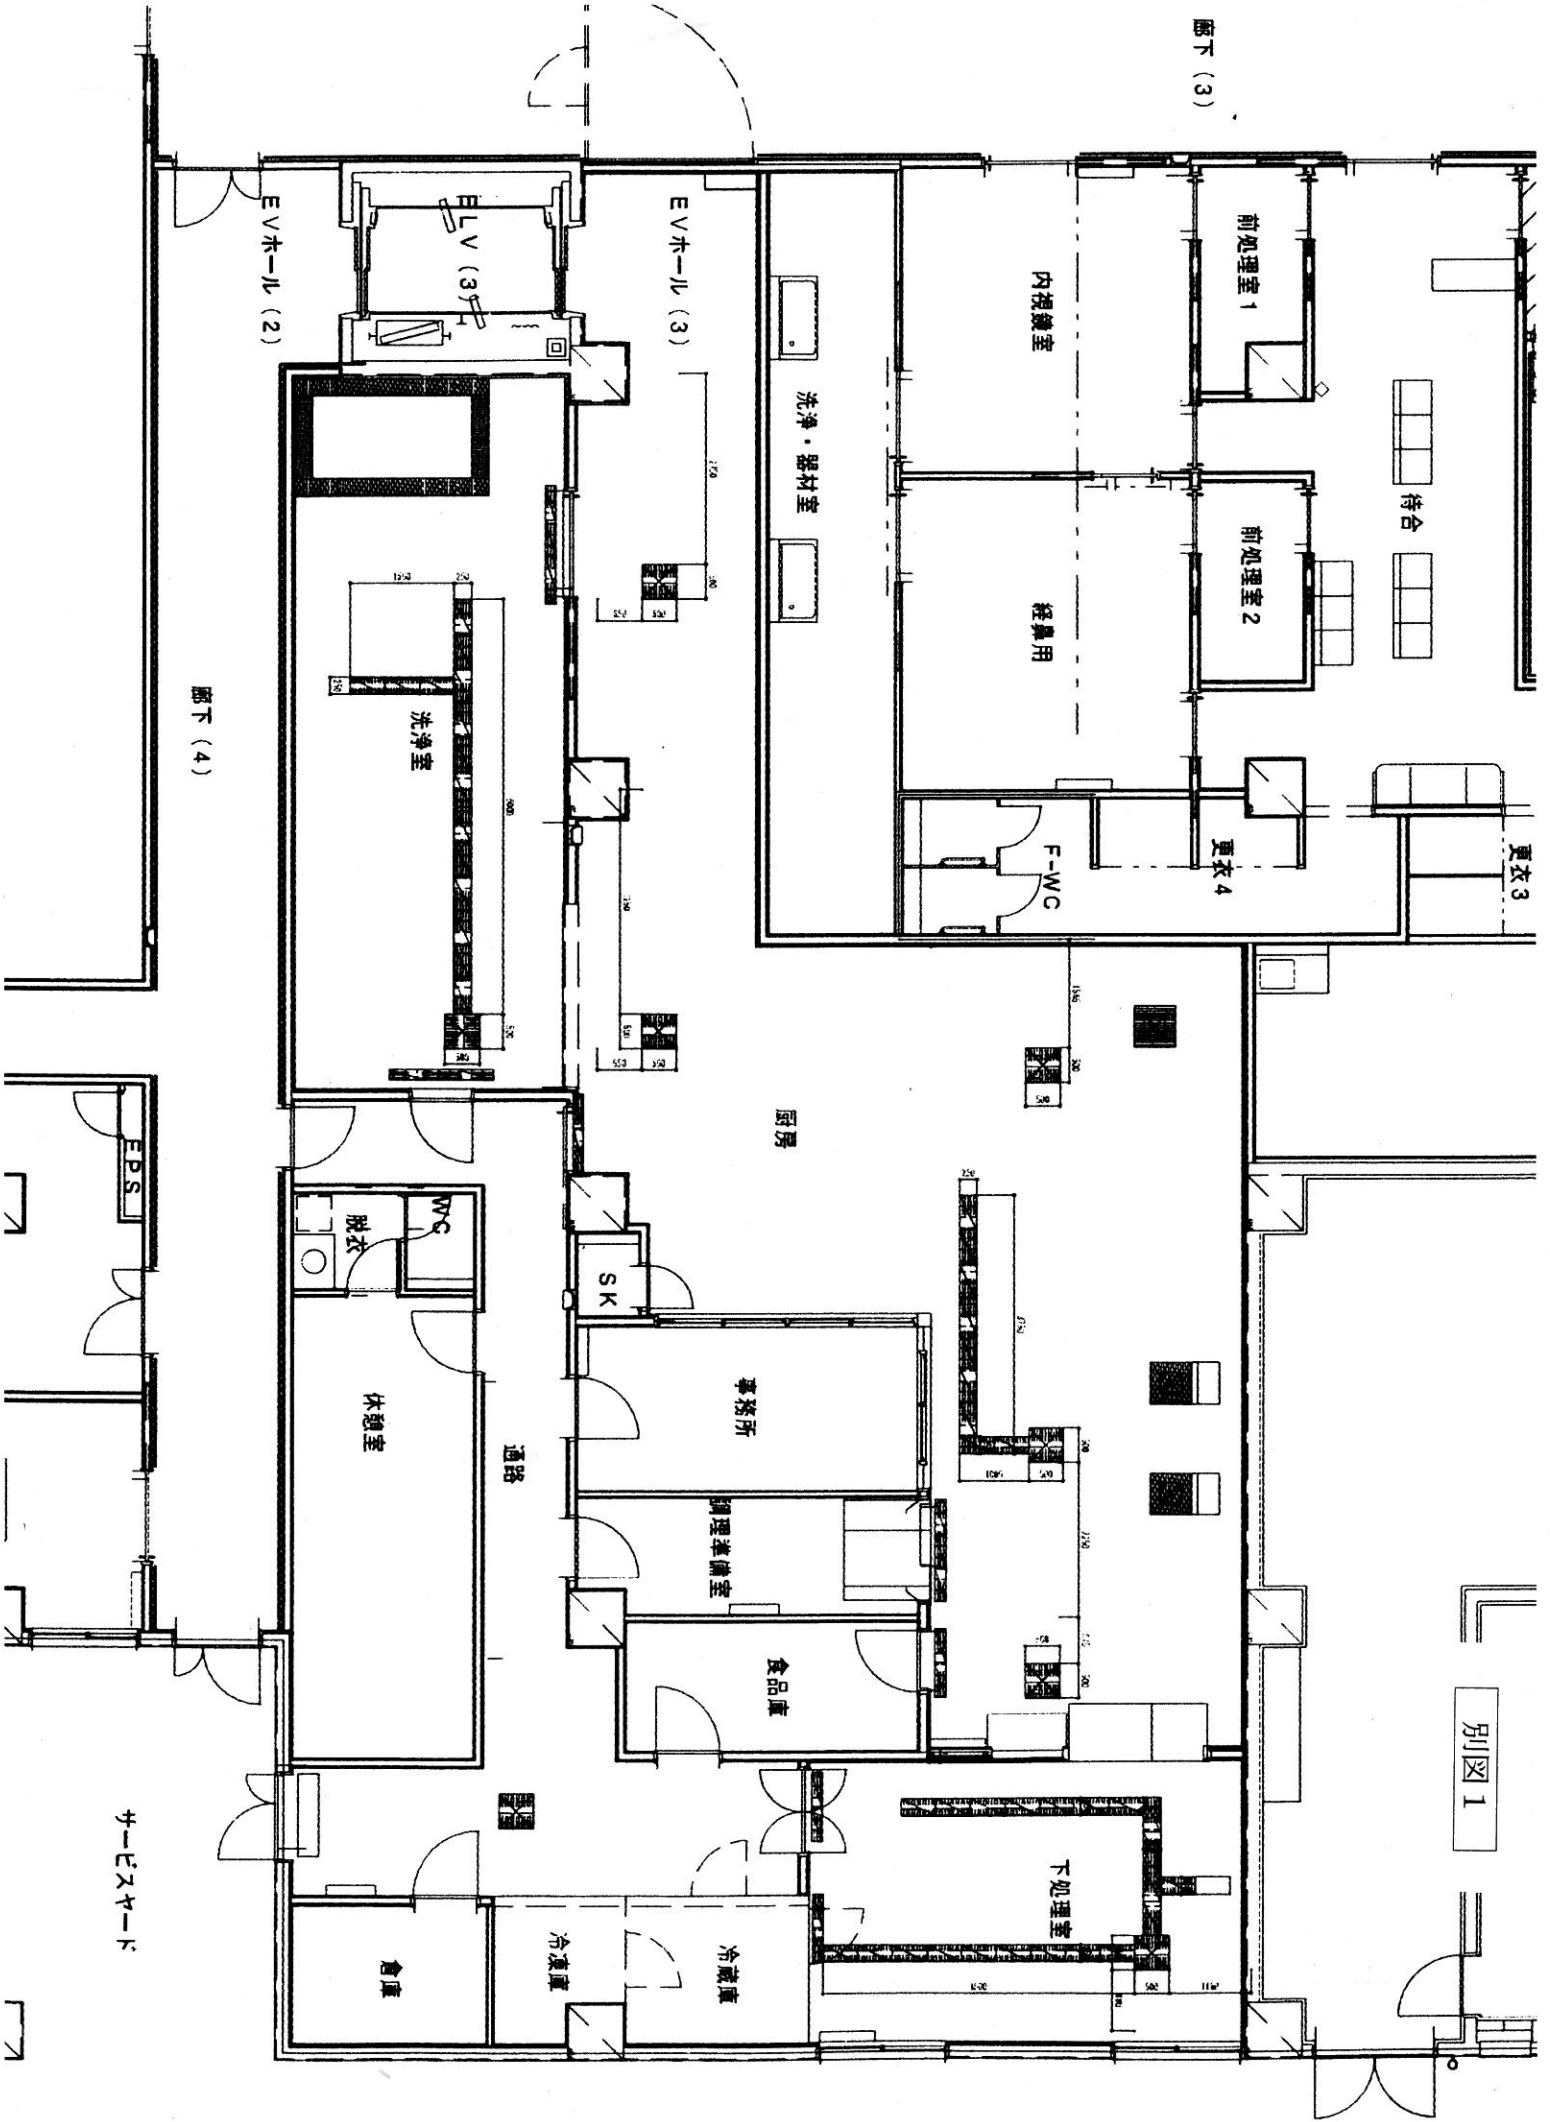 別図1
廊下 (3)
更衣3
待合
前処理室1
前処理室2
更衣4
内視鏡室
経鼻用
F-WC
洗浄・器材室
EVホール (3)
厨房
ELV (3)
EVホール (2)
洗浄室
廊下 (4)
EPS
WC
脱衣
SK
事務所
調理準備室
食品庫
休憩室
通路
下処理室
冷蔵庫
冷凍庫
倉庫
サービスヤード
250
250